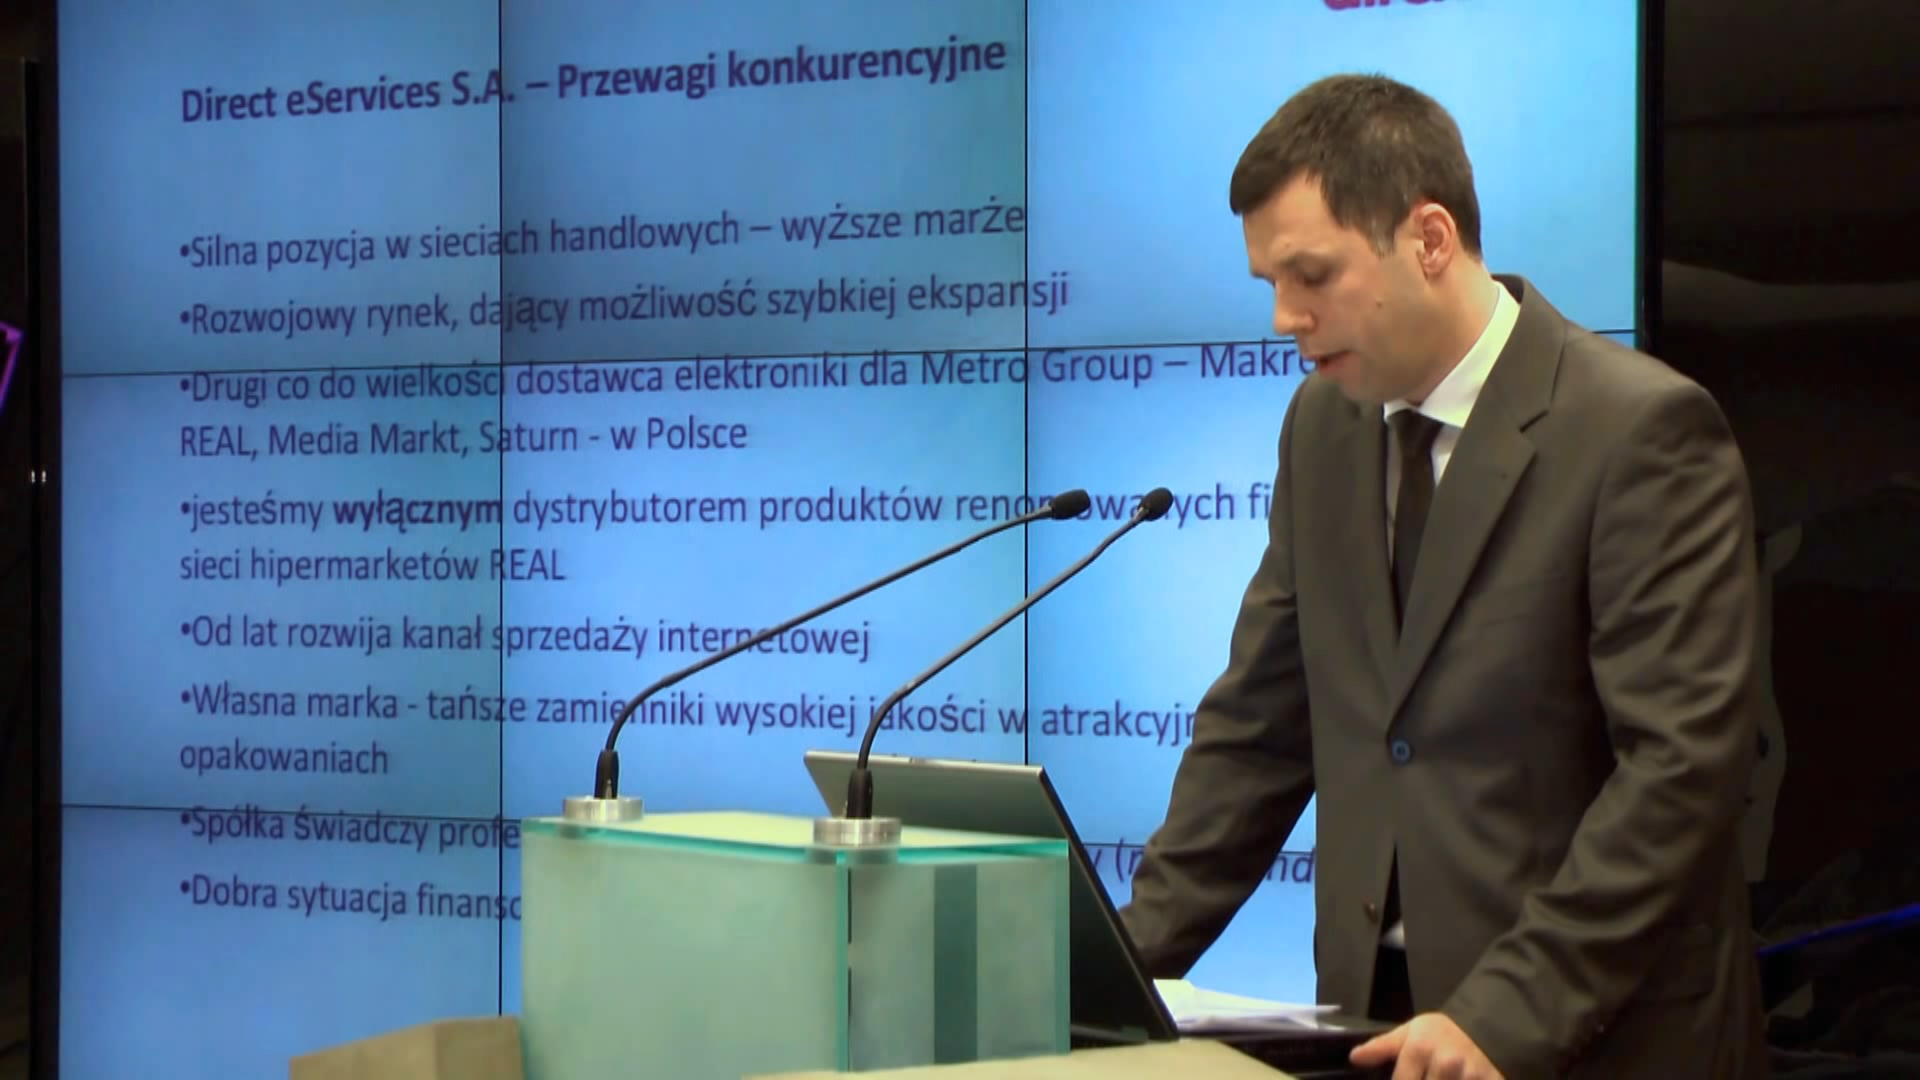 Direct eServices S.A. – Przewagi konkurencyjne
•Silna pozycja w sieciach handlowych – wyższe marże
•Rozwojowy rynek, dający możliwość szybkiej ekspansji
•Drugi co do wielkości dostawca elektroniki dla Metro Group – Makro
REAL, Media Markt, Saturn - w Polsce
•jesteśmy wyłącznym dystrybutorem produktów renomowanych
sieci hipermarketów REAL
•Od lat rozwija kanał sprzedaży internetowej
•Własna marka - tańsze zamienniki wysokiej jakości w
opakowaniach
•Spółka świadczy
•Dobra sytuacja